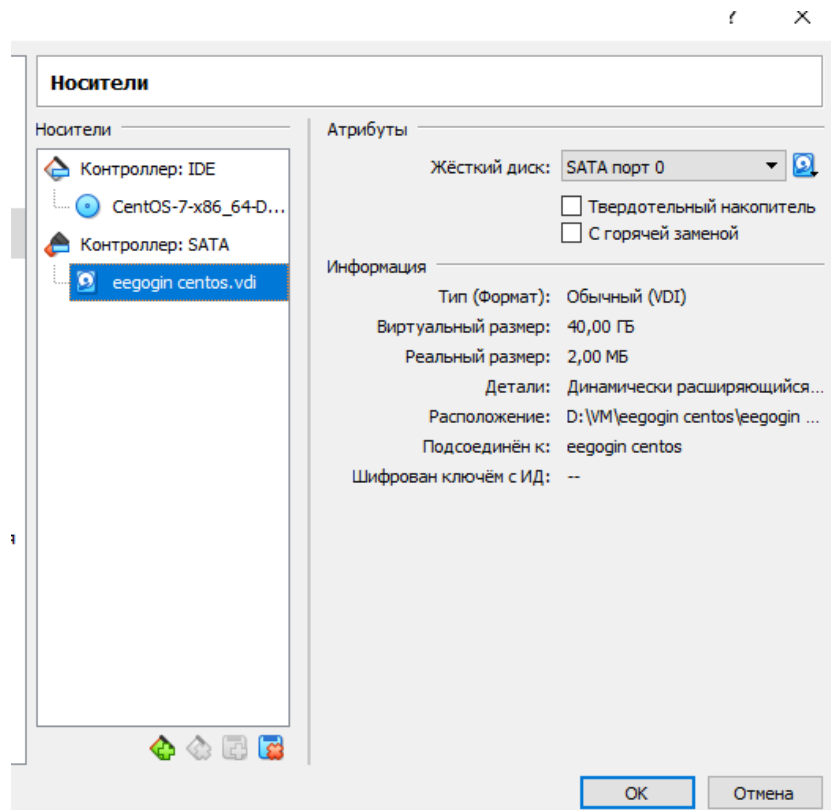 Носители
Носители
Контроллер: IDE
CentOS-7-x86_64-D...
Контроллер: SATA
eegogin centos.vdi
Атрибуты
Жёсткий диск: SATA порт 0
Твердотельный накопитель
С горячей заменой
Информация
Тип (Формат): Обычный (VDI)
Виртуальный размер: 40,00 ГБ
Реальный размер: 2,00 МБ
Детали: Динамически расширяющийся...
Расположение: D:\VM\eegogin centos\eegogin ...
Подсоединён к: eegogin centos
Шифрован ключём с ИД: --
я
OK
Отмена